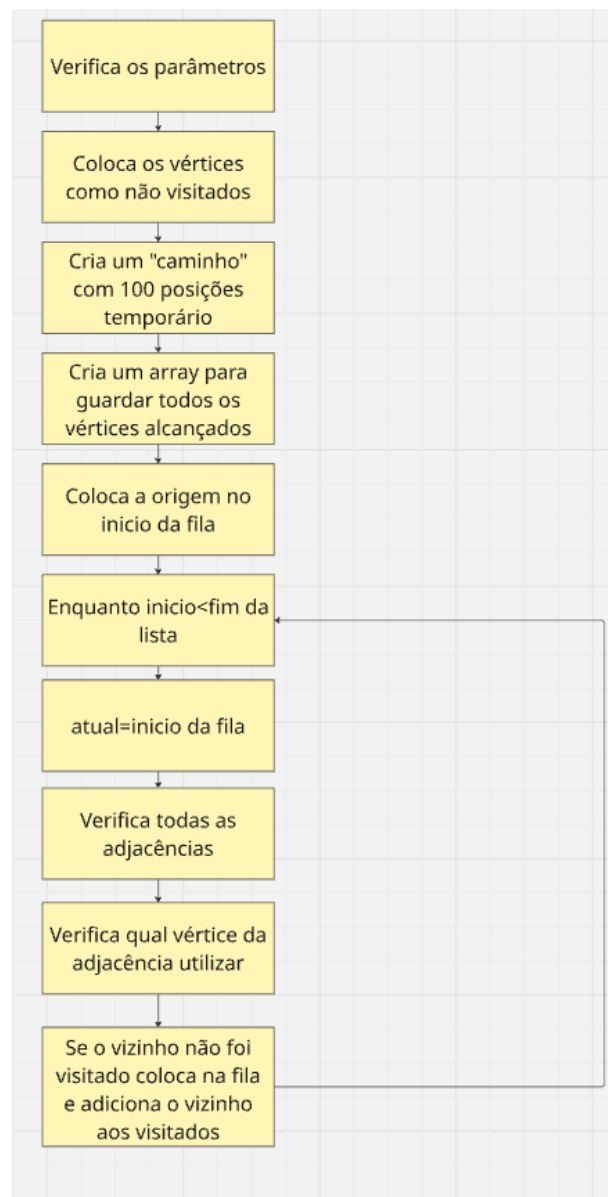 Verifica os parâmetros
Coloca os vértices
como não visitados
Cria um "caminho"
com 100 posições
temporário
Cria um array para
guardar todos os
vértices alcançados
Coloca a origem no
inicio da fila
Enquanto inicio<fim da
lista
atual=inicio da fila
Verifica todas as
adjacências
Verifica qual vértice da
adjacência utilizar
Se o vizinho não foi
visitado coloca na fila
e adiciona o vizinho
aos visitados